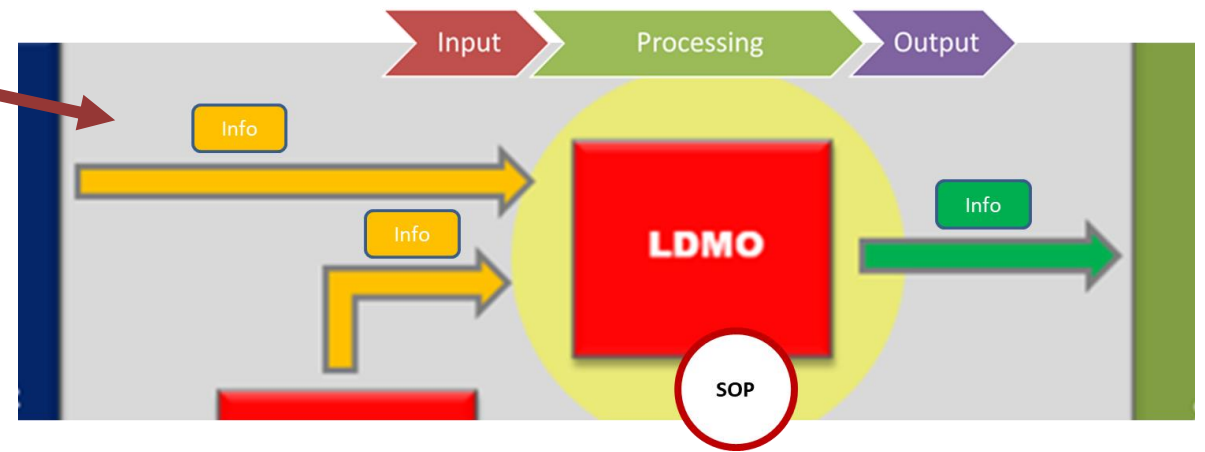 Input
Processing
Output
Info
Info
Info
LDMO
SOP